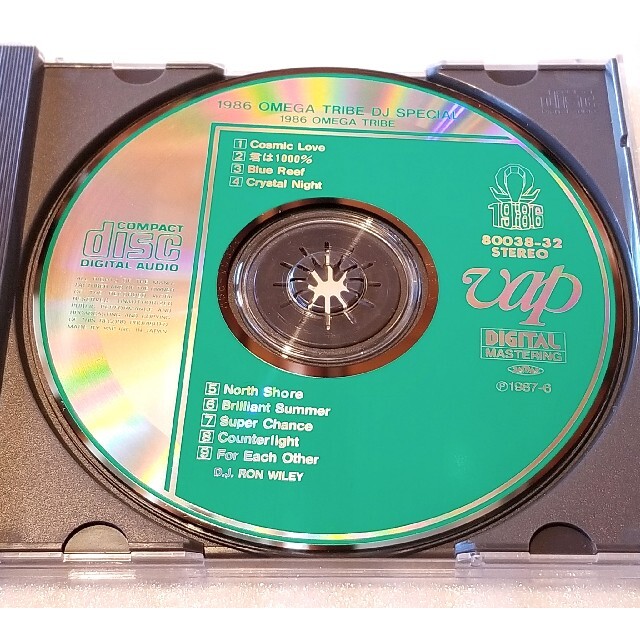 1986 OMEGA TRIBE DJ SPECIAL
1986 OMEGA TRIBE
1 Cosmic Love
2 君は1000%
3 Blue Reef
4 Crystal Night
1986
80038-32
STEREO
vap
DIGITAL
MASTERING
Ⓟ1987-6
COMPACT
disc
DIGITAL AUDIO
5 North Shore
6 Brilliant Summer
7 Super Chance
8 Counterlight
9 For Each Other
D.J. RON WILEY